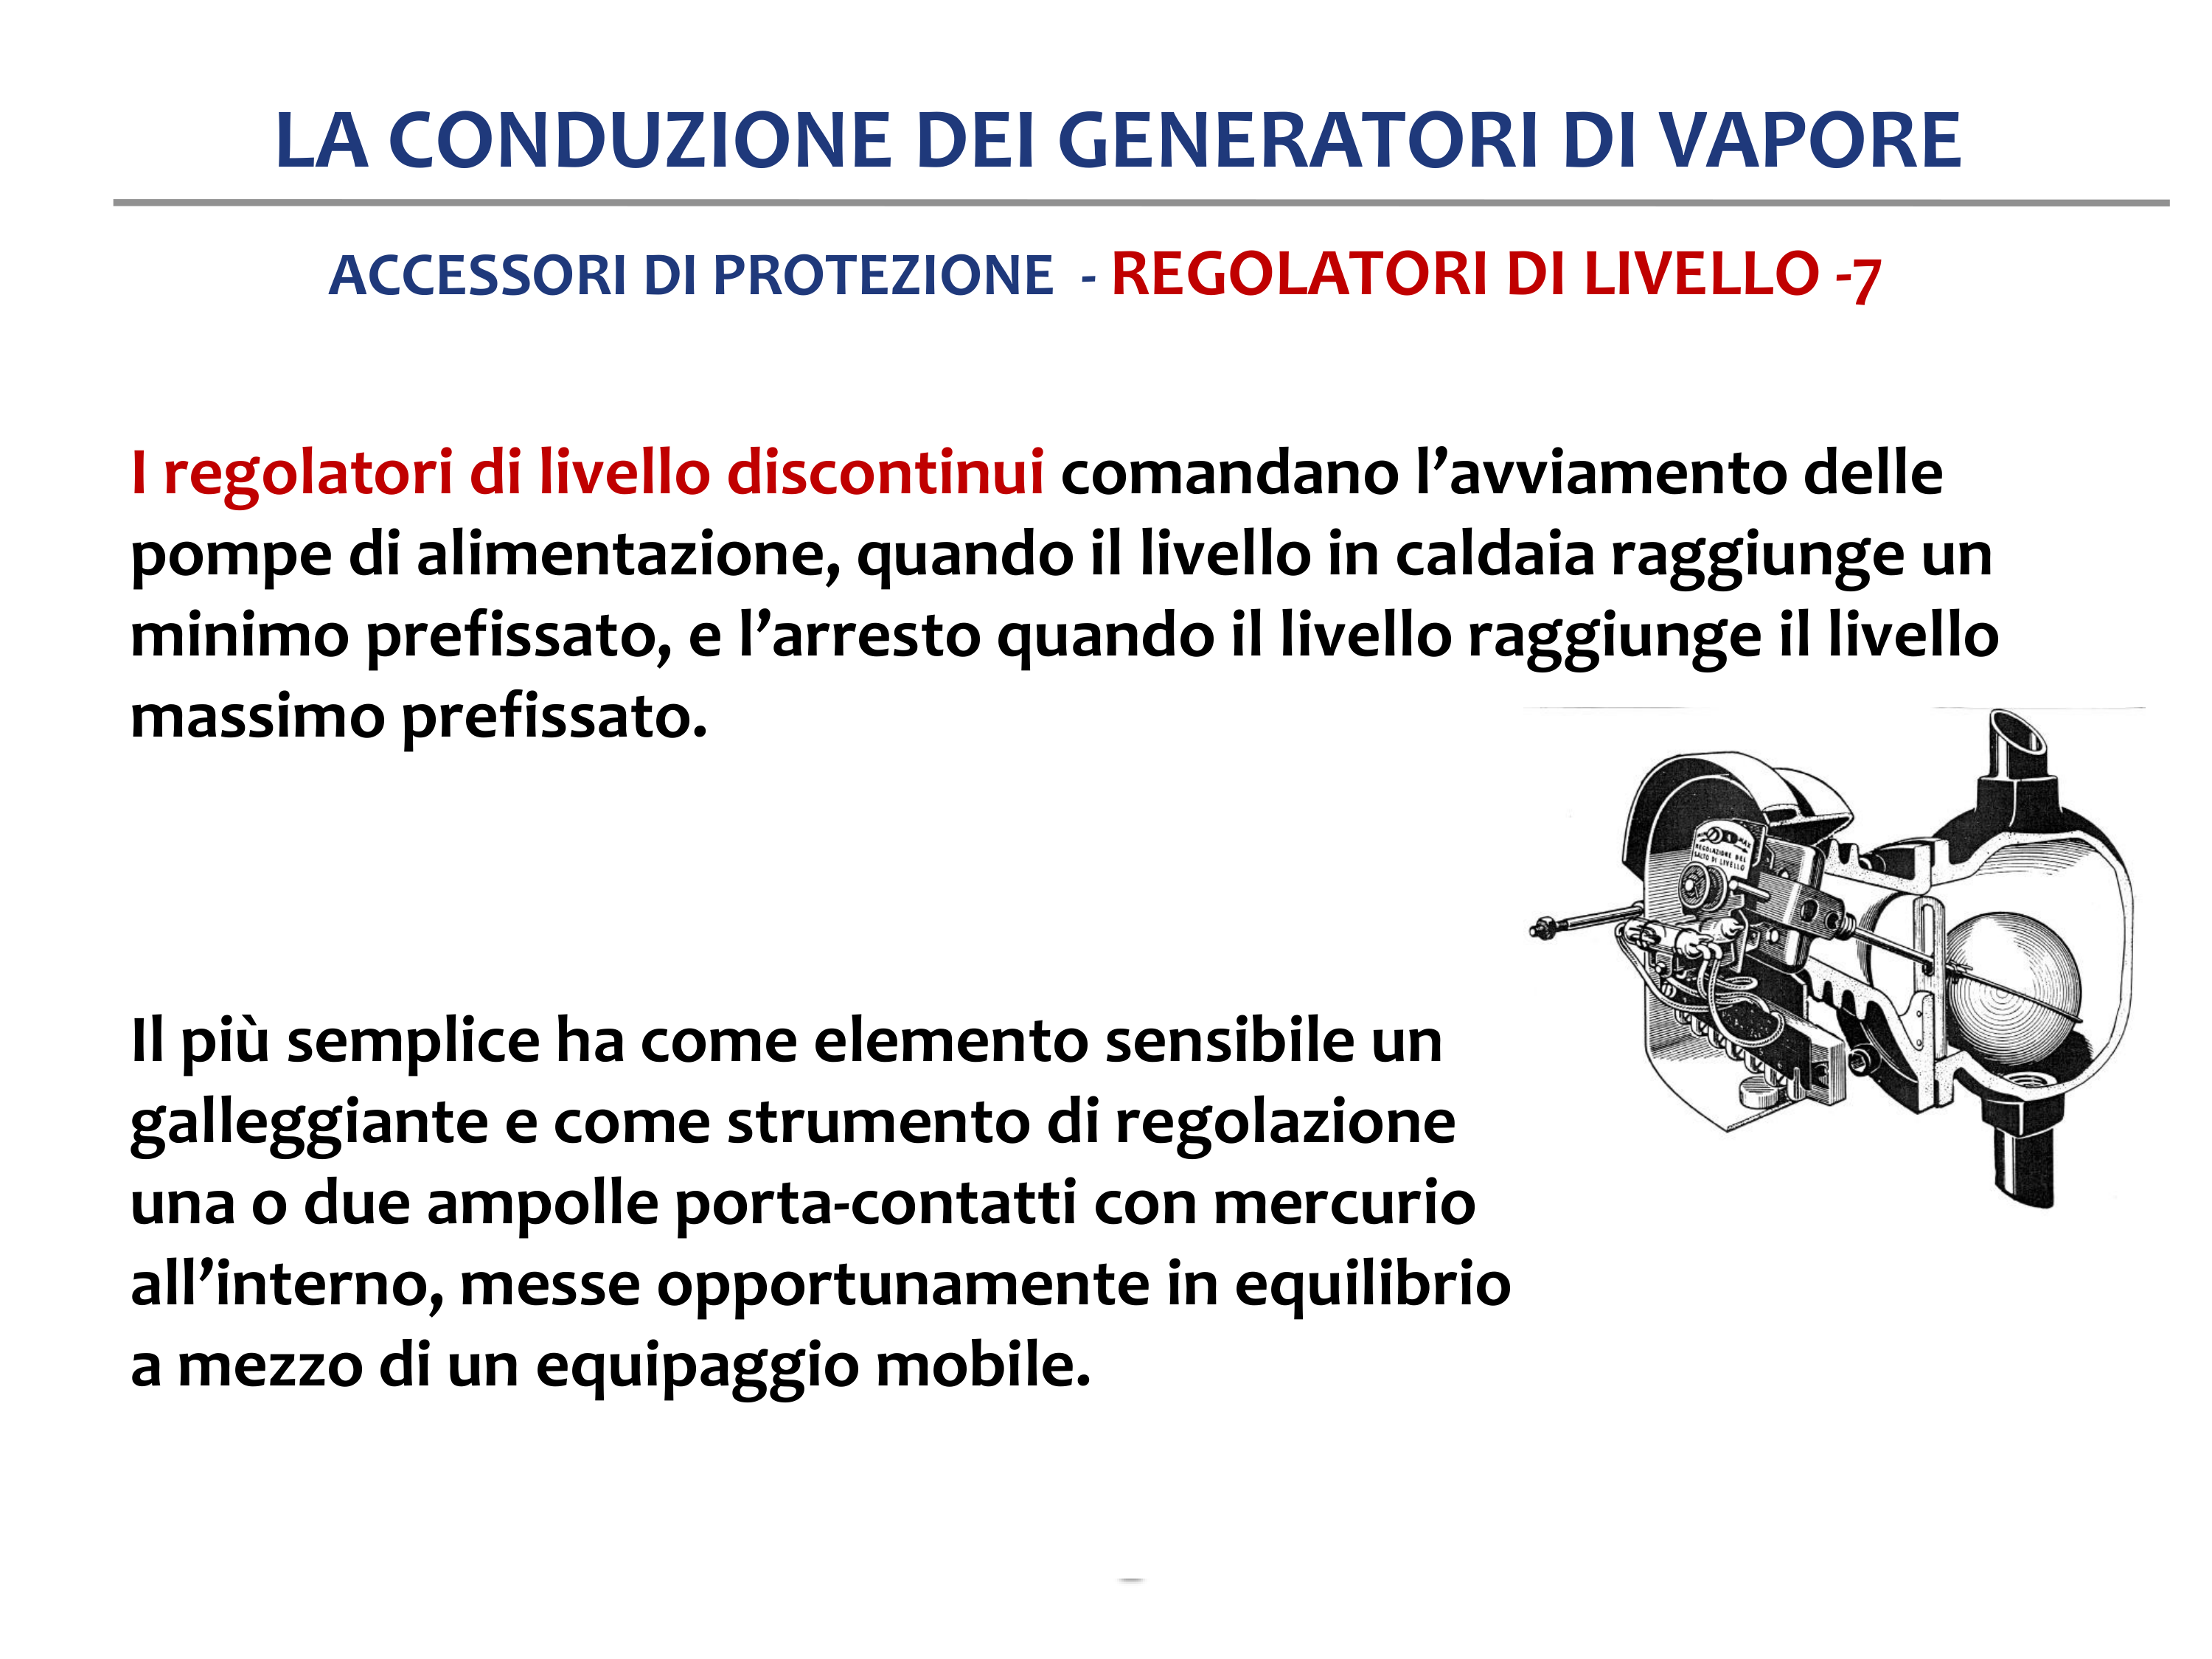 LA CONDUZIONE DEI GENERATORI DI VAPORE
ACCESSORI DI PROTEZIONE - REGOLATORI DI LIVELLO -7
I regolatori di livello discontinui comandano l’avviamento delle
pompe di alimentazione, quando il livello in caldaia raggiunge un
minimo prefissato, e l’arresto quando il livello raggiunge il livello
massimo prefissato.
MAX
REGOLAZIONE DEL
SALTO DI LIVELLO
Il più semplice ha come elemento sensibile un
galleggiante e come strumento di regolazione
una o due ampolle porta-contatti con mercurio
all’interno, messe opportunamente in equilibrio
a mezzo di un equipaggio mobile.